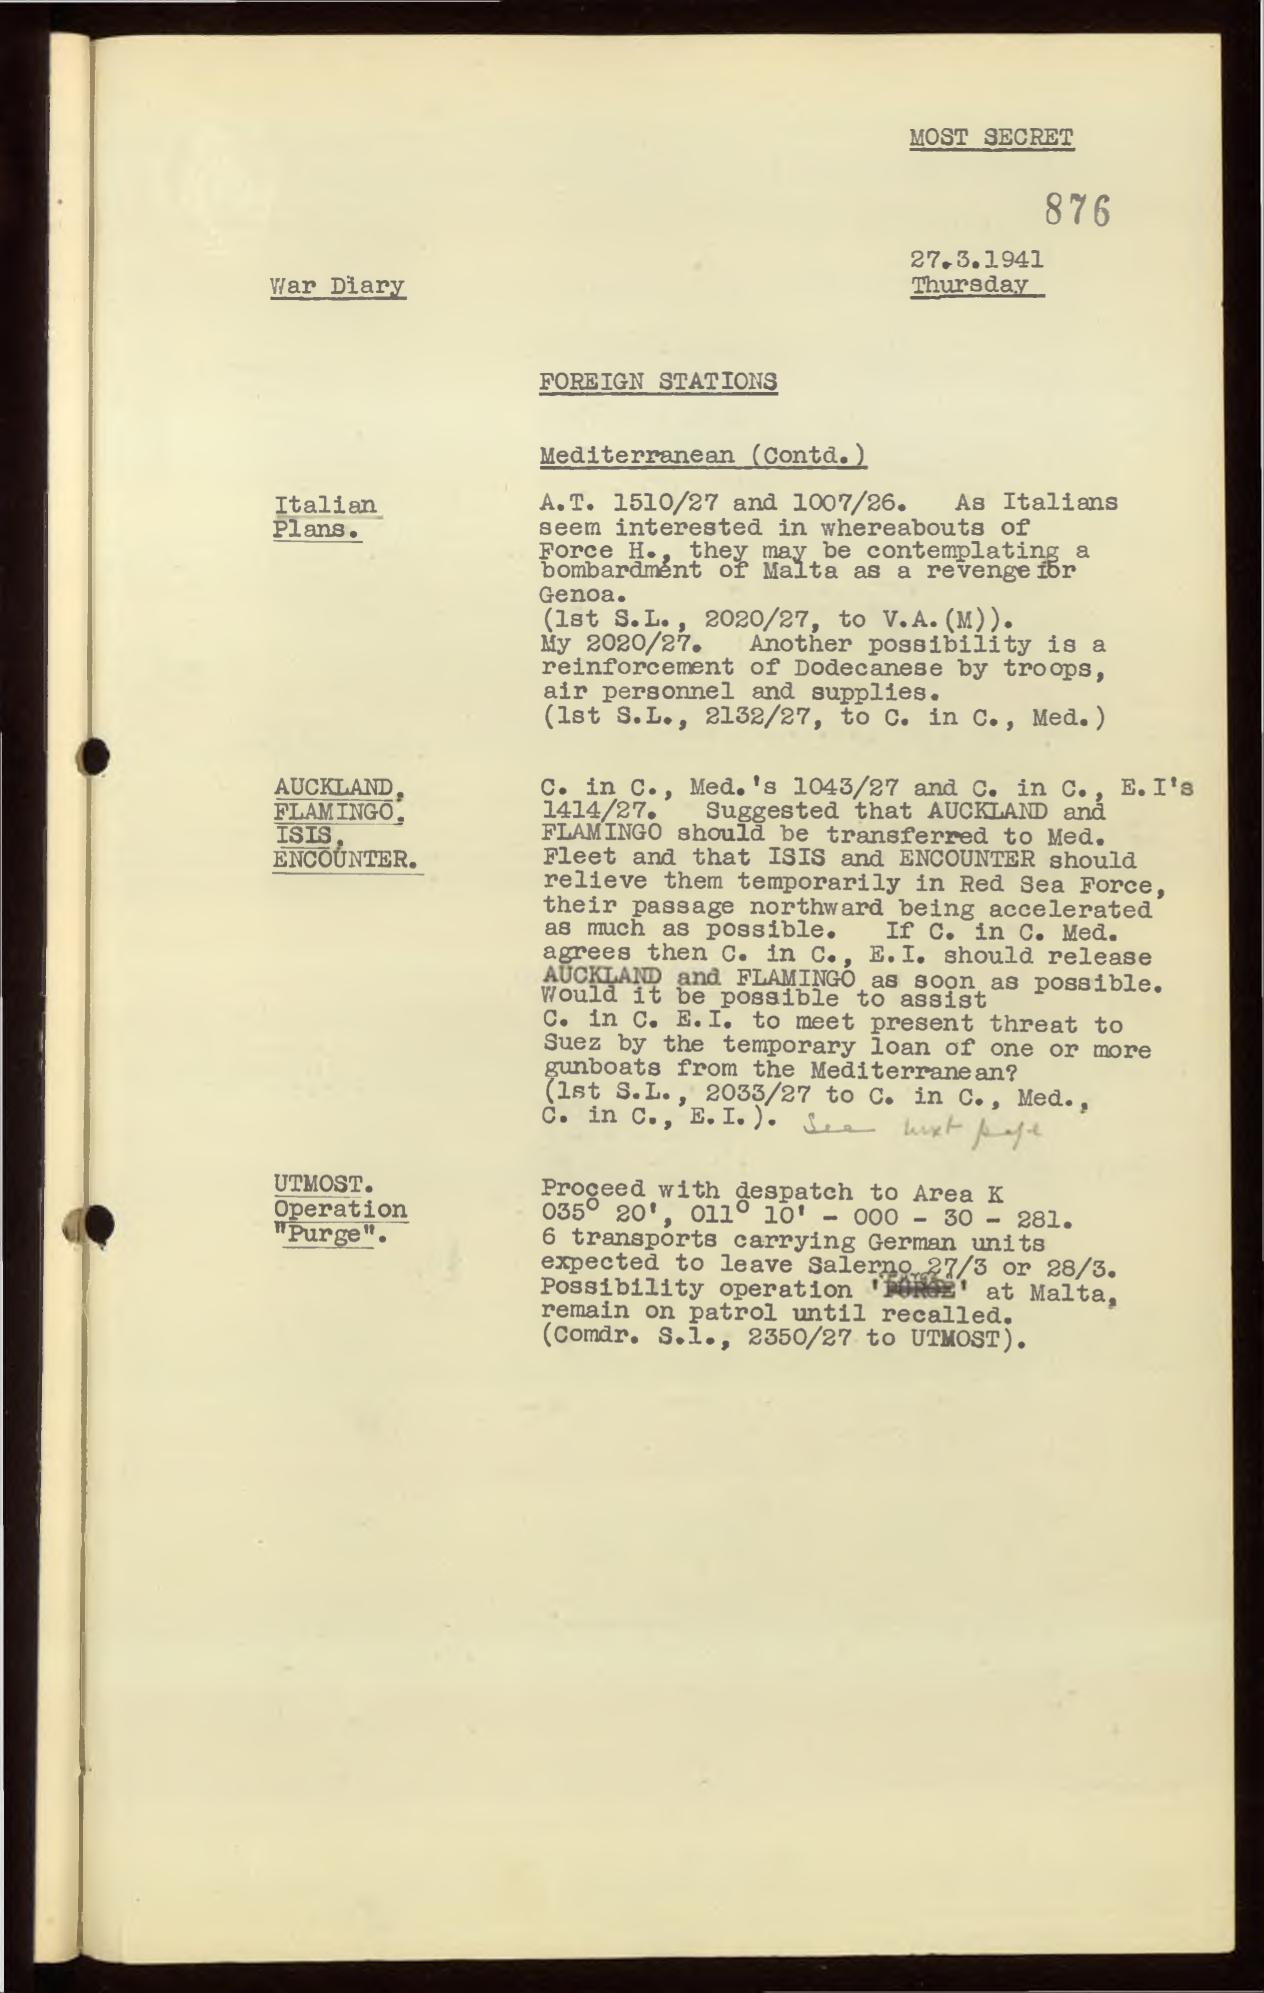 MOST SECRET
876
27.3.1941
Thursday
War Diary
FOREIGN STATIONS
Mediterranean (Contd.)
Italian
Plans.
A.T. 1510/27 and 1007/26. As Italians
seem interested in whereabouts of
Force H., they may be contemplating a
bombardment of Malta as a revenge for
Genoa.
(1st S.L., 2020/27, to V.A.(M)).
My 2020/27. Another possibility is a
reinforcement of Dodecanese by troops,
air personnel and supplies.
(1st S.L., 2132/27, to C. in C., Med.)
AUCKLAND,
FLAMINGO,
ISIS,
ENCOUNTER.
C. in C., Med.'s 1043/27 and C. in C., E.I's
1414/27. Suggested that AUCKLAND and
FLAMINGO should be transferred to Med.
Fleet and that ISIS and ENCOUNTER should
relieve them temporarily in Red Sea Force,
their passage northward being accelerated
as much as possible. If C. in C. Med.
agrees then C. in C., E.I. should release
AUCKLAND and FLAMINGO as soon as possible.
Would it be possible to assist
C. in C. E.I. to meet present threat to
Suez by the temporary loan of one or more
gunboats from the Mediterranean?
(1st S.L., 2033/27 to C. in C., Med.,
C. in C., E.I.). See next page
UTMOST.
Operation
"Purge".
Proceed with despatch to Area K
035° 20', 011° 10' - 000 - 30 - 281.
6 transports carrying German units
expected to leave Salerno 27/3 or 28/3.
Possibility operation ' ' at Malta,
remain on patrol until recalled.
(Comdr. S.l., 2350/27 to UTMOST).